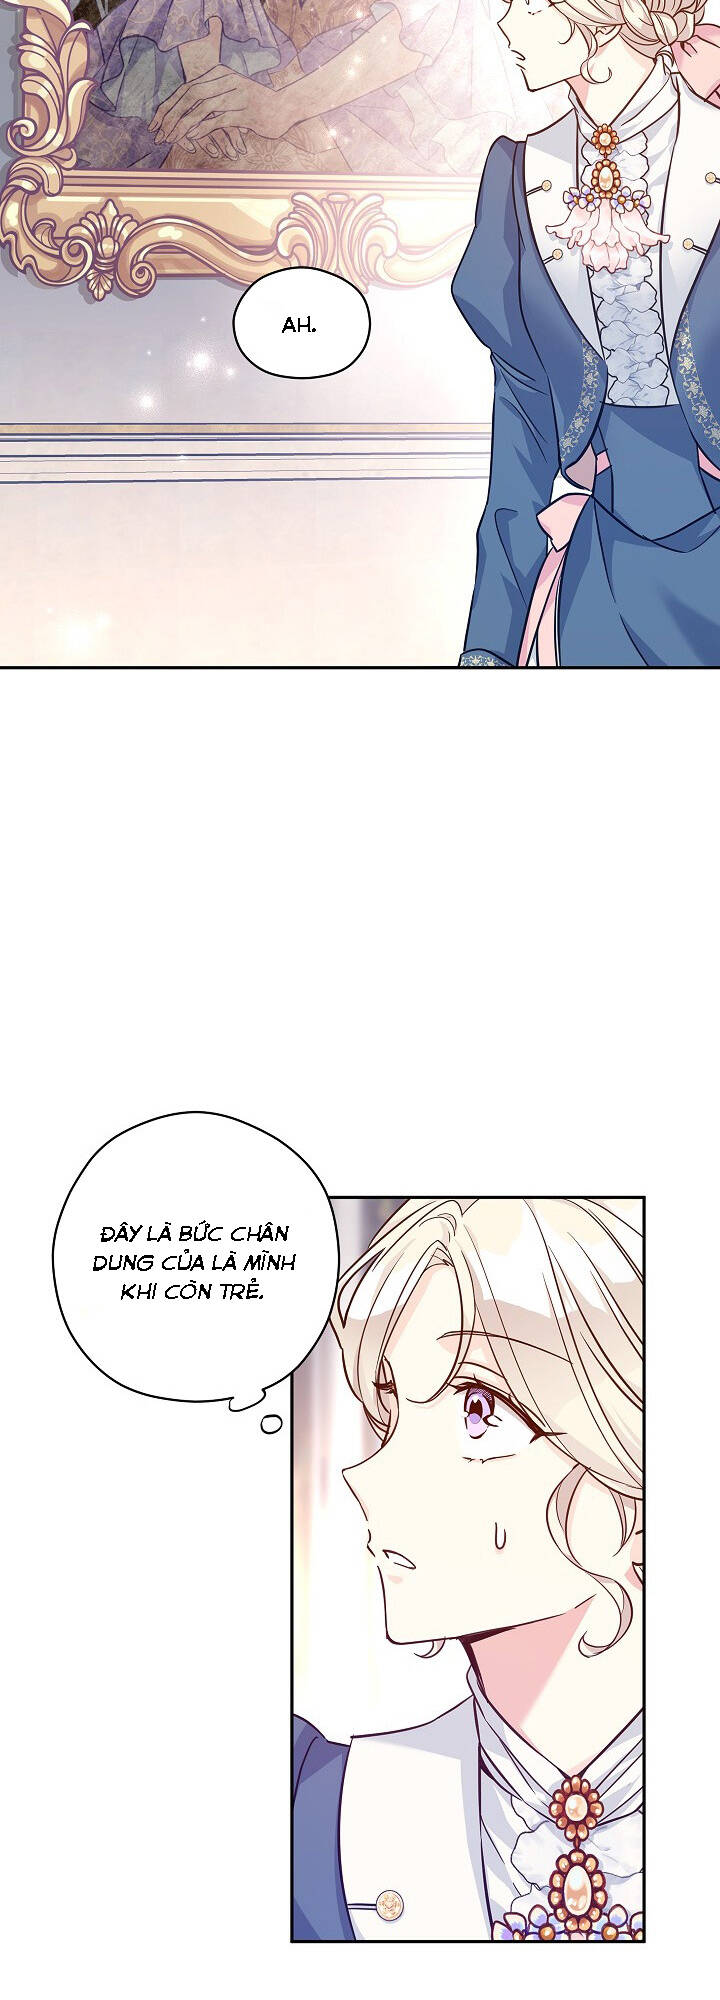 AH.
ĐÂY LÀ BỨC CHÂN
DUNG CỦA LÀ MÌNH
KHI CÒN TRẺ.